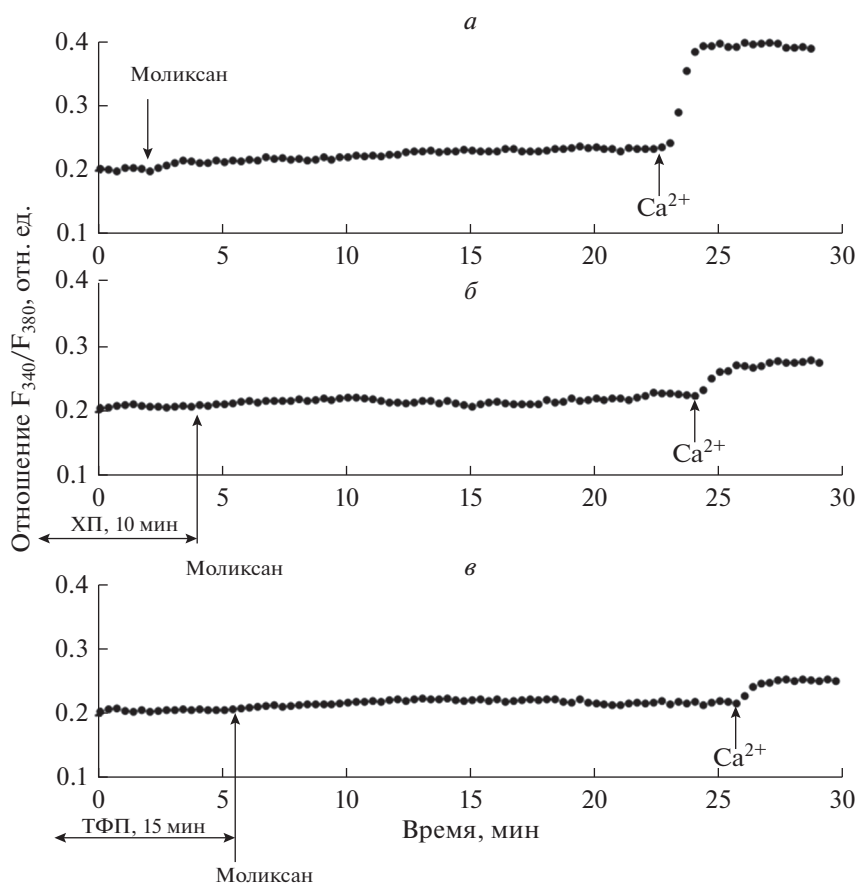 а
0.4
Моликсан
0.3
0.2
Ca²⁺
0.1
0 5 10 15 20 25 30
б
0.4
0.3
0.2
Ca²⁺
0.1
0 5 10 15 20 25 30
ХП, 10 мин
Моликсан
в
0.4
0.3
0.2
Ca²⁺
0.1
0 5 10 15 20 25 30
ТФП, 15 мин
Время, мин
Моликсан
Отношение F₃₄₀/F₃₈₀, отн. ед.